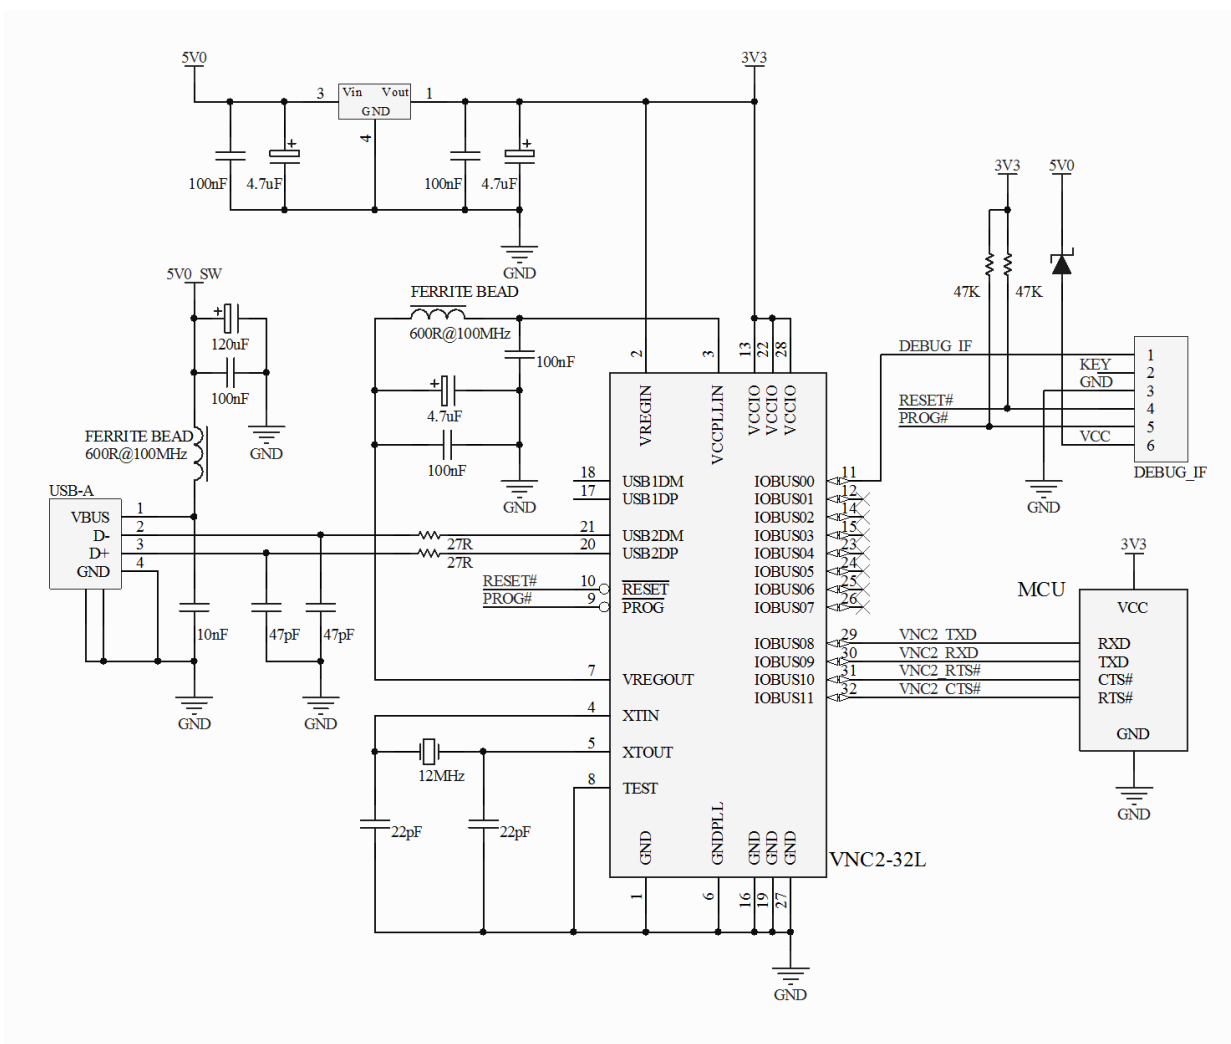 5V0
3V3
3
Vin
Vout
GND
1
4
100nF
4.7uF
100nF
4.7uF
GND
3V3
5V0
47K
47K
5V0_SW
120uF
100nF
GND
FERRITE BEAD
600R@100MHz
FERRITE BEAD
600R@100MHz
100nF
4.7uF
100nF
GND
2
3
13
22
28
VREGIN
VCCPLLIN
VCCIO
VCCIO
VCCIO
DEBUG_IF
KEY
GND
RESET#
PROG#
VCC
1
2
3
4
5
6
DEBUG_IF
GND
USB-A
VBUS
D-
D+
GND
1
2
3
4
27R
27R
10nF
47pF
47pF
GND
GND
18
17
21
20
RESET#
10
PROG#
9
7
4
5
8
USB1DM
USB1DP
USB2DM
USB2DP
RESET
PROG
VREGOUT
XTIN
XTOUT
TEST
IOBUS00
IOBUS01
IOBUS02
IOBUS03
IOBUS04
IOBUS05
IOBUS06
IOBUS07
IOBUS08
IOBUS09
IOBUS10
IOBUS11
11
12
14
15
23
24
25
26
29
30
31
32
VNC2_TXD
VNC2_RXD
VNC2_RTS#
VNC2_CTS#
3V3
MCU
VCC
RXD
TXD
CTS#
RTS#
GND
GND
12MHz
22pF
22pF
GND
GNDPLL
GND
GND
GND
VNC2-32L
1
6
16
19
27
GND